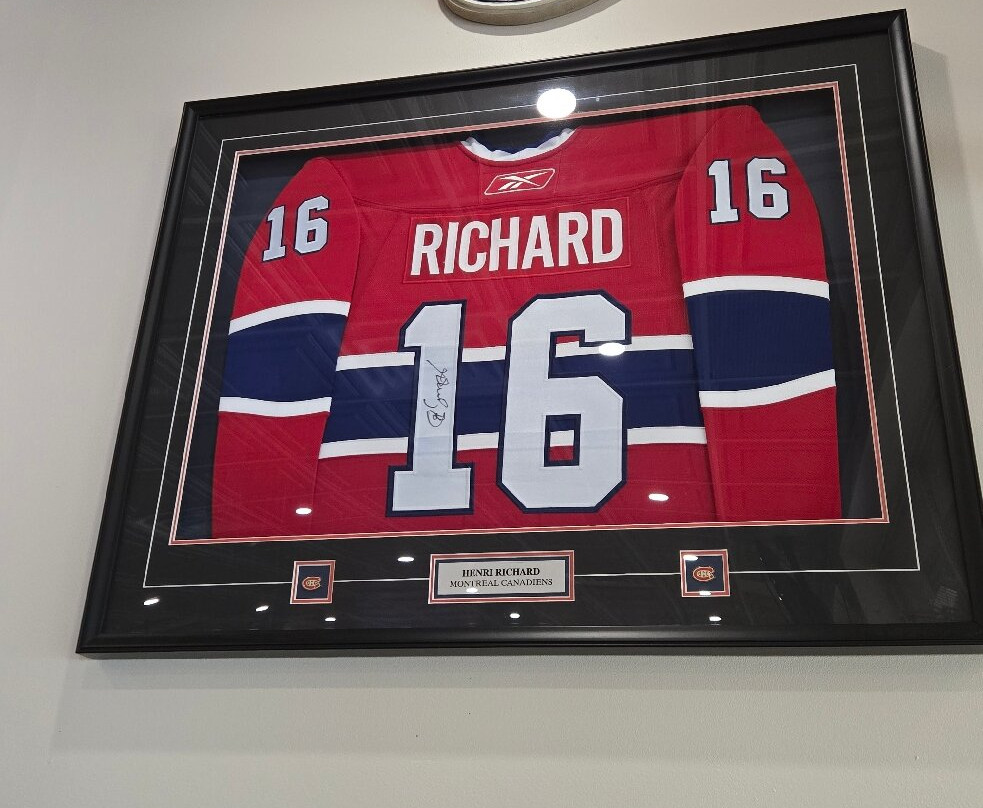 16
16
RICHARD
16
HENRI RICHARD
MONTREAL CANADIENS